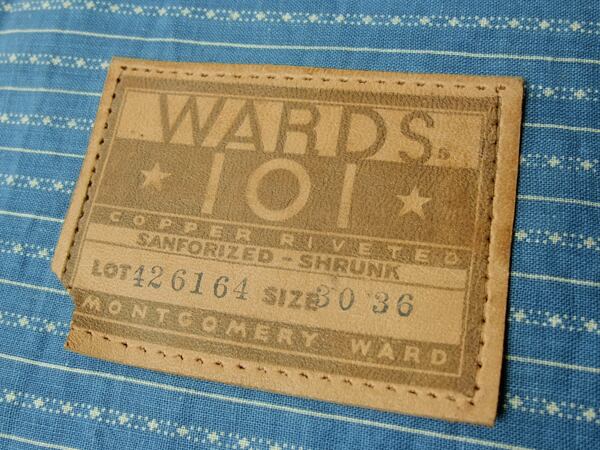 WARDS.
101
COPPER RIVETED
SANFORIZED - SHRUNK
LOT 426164 SIZE 30 36
MONTGOMERY WARD